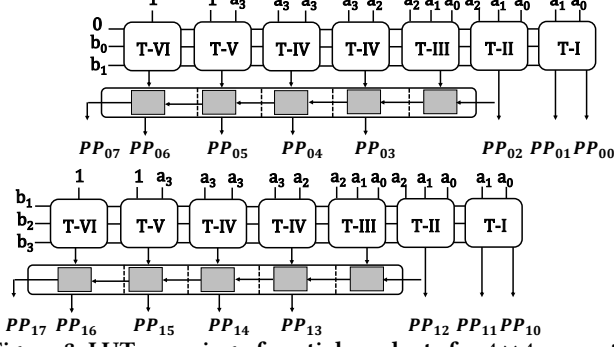 1 1 a₃ a₃ a₃ a₃ a₂ a₂ a₁ a₀ a₂ a₁ a₀ a₁ a₀
0
b₀ T-VI T-V T-IV T-IV T-III T-II T-I
b₁
PP₀₇ PP₀₆ PP₀₅ PP₀₄ PP₀₃ PP₀₂ PP₀₁ PP₀₀
1 1 a₃ a₃ a₃ a₃ a₂ a₂ a₁ a₀ a₂ a₁ a₀ a₁ a₀
b₁
b₂ T-VI T-V T-IV T-IV T-III T-II T-I
b₃
PP₁₇ PP₁₆ PP₁₅ PP₁₄ PP₁₃ PP₁₂ PP₁₁ PP₁₀